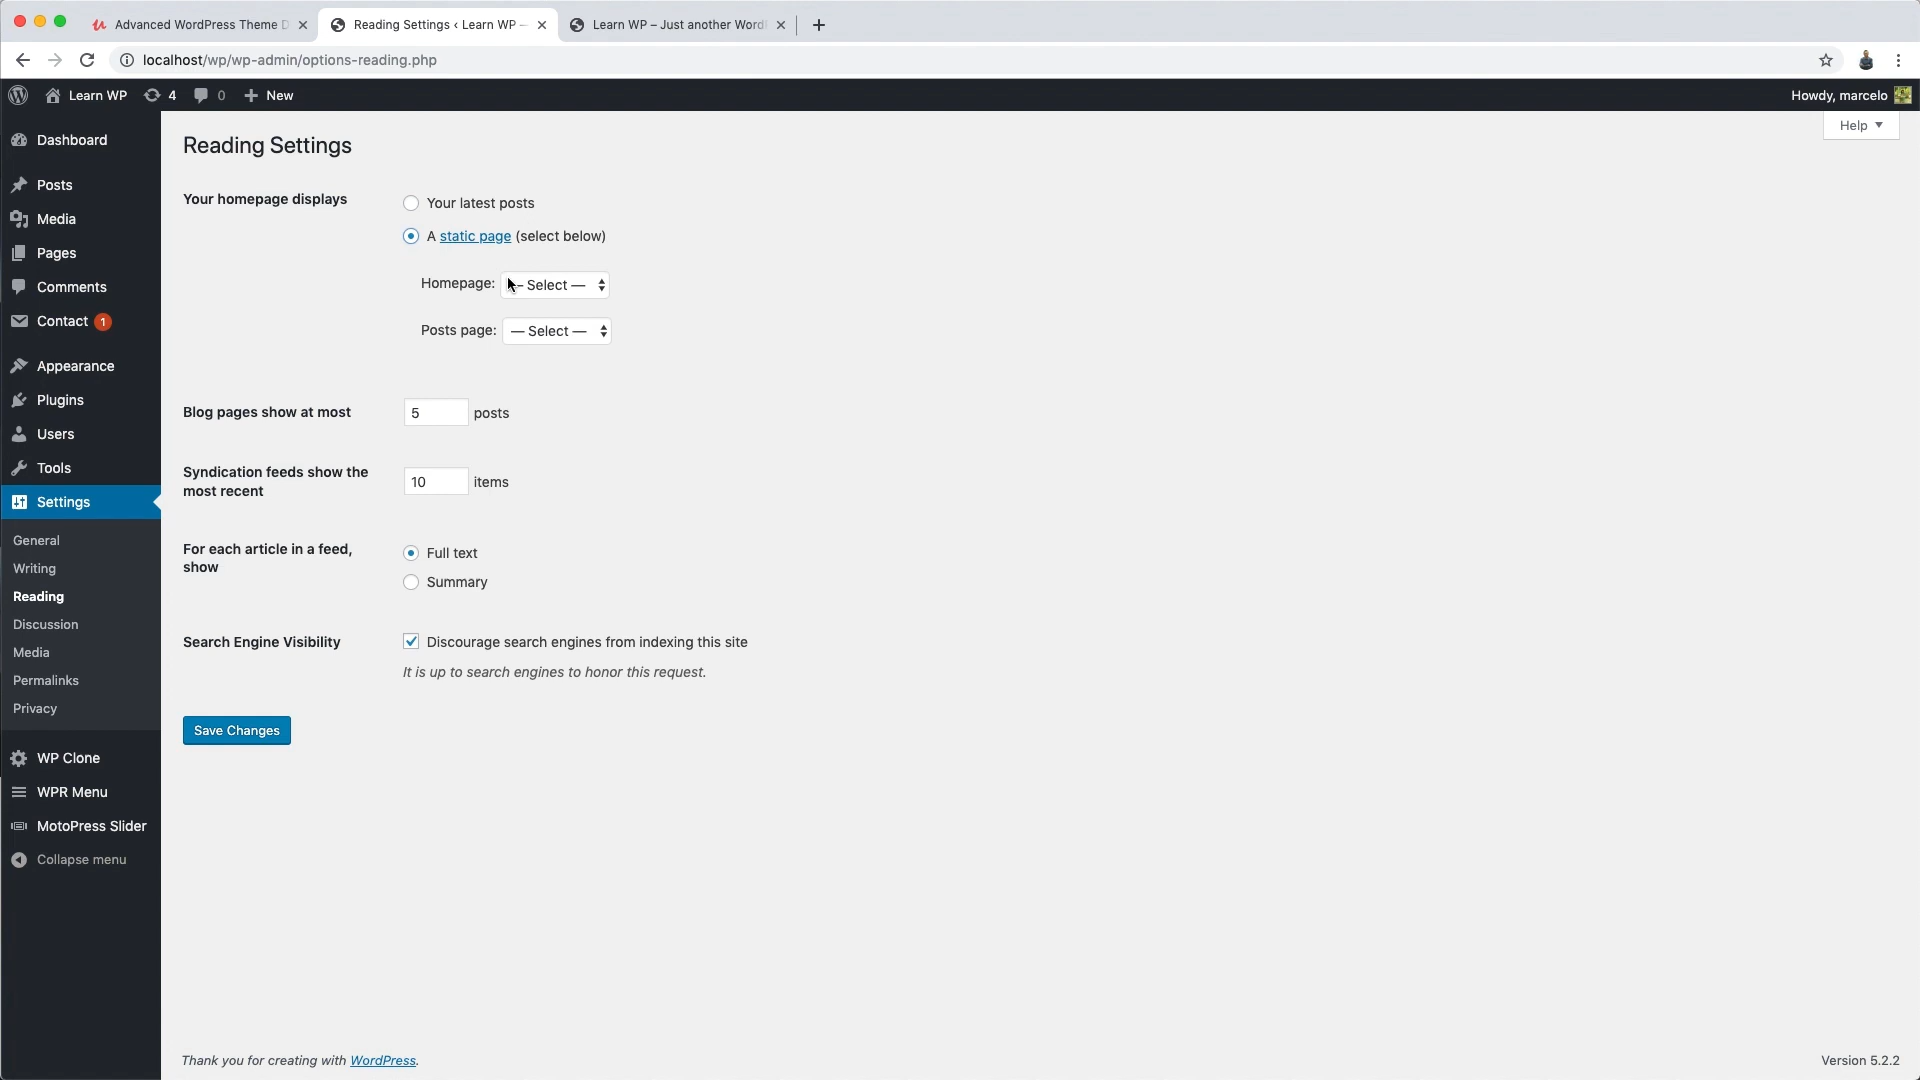 Advanced WordPress Theme D
Reading Settings ‹ Learn WP –
Learn WP – Just another Word
localhost/wp/wp-admin/options-reading.php
Learn WP
4
0
New
Howdy, marcelo
Help
Dashboard
Posts
Media
Pages
Comments
Contact 1
Appearance
Plugins
Users
Tools
Settings
General
Writing
Reading
Discussion
Media
Permalinks
Privacy
WP Clone
WPR Menu
MotoPress Slider
Collapse menu
Reading Settings
Your homepage displays
Your latest posts
A static page (select below)
Homepage: — Select —
Posts page: — Select —
Blog pages show at most
5 posts
Syndication feeds show the
most recent
10 items
For each article in a feed,
show
Full text
Summary
Search Engine Visibility
Discourage search engines from indexing this site
It is up to search engines to honor this request.
Save Changes
Thank you for creating with WordPress.
Version 5.2.2